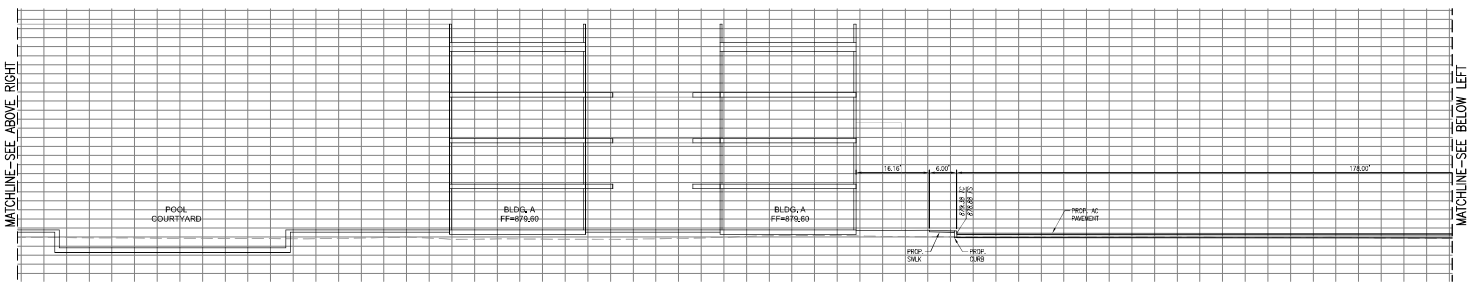 MATCHLINE-SEE ABOVE RIGHT
POOL
COURTYARD
BLDG. A
FF=879.60
BLDG. A
FF=879.60
16.16'
6.00'
178.00'
PROP. AC
PAVEMENT
PROP.
SWLK
PROP.
CURB
MATCHLINE-SEE BELOW LEFT